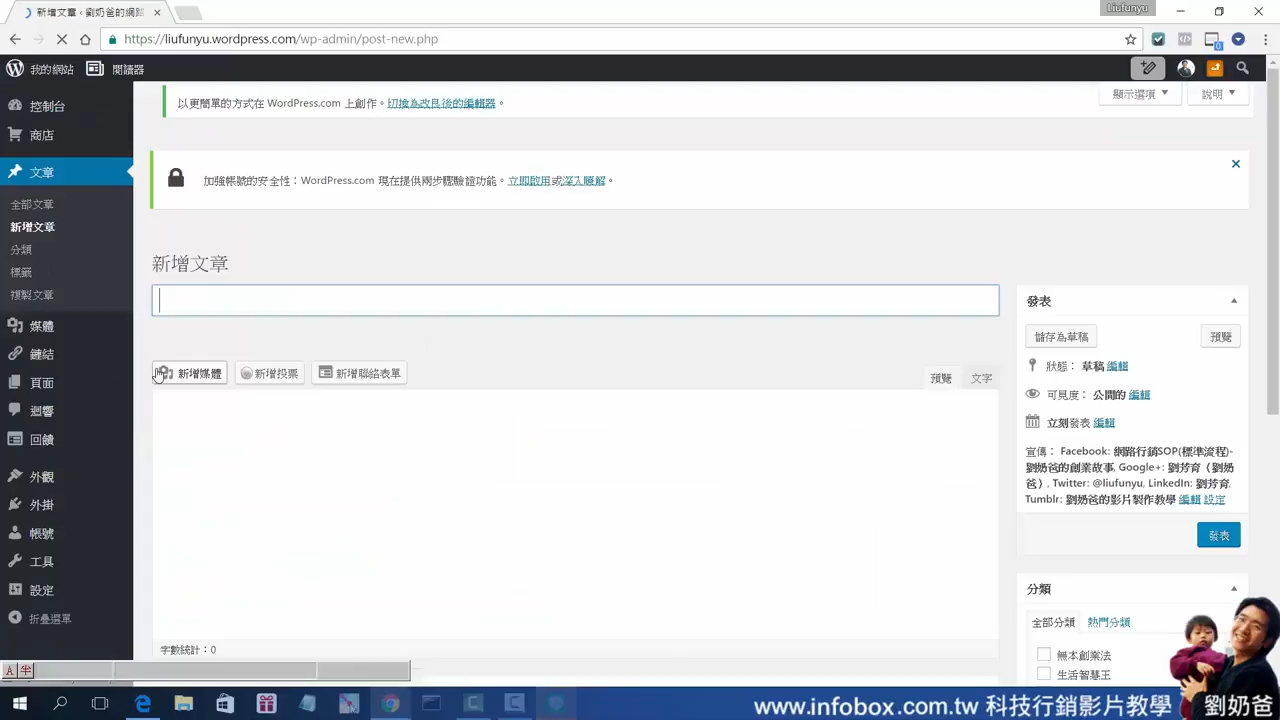 新增文章 ‹ 劉奶爸的網路
Liufunyu
https://liufunyu.wordpress.com/wp-admin/post-new.php
我的網站 閱讀器
控制台
商店
文章
全部文章
新增文章
分類
標籤
複製文章
媒體
鏈結
頁面
迴響
回饋
外觀
外掛
帳號
工具
設定
折疊選單
以更簡單的方式在 WordPress.com 上創作。切換為改良後的編輯器。
顯示選項 說明
加強帳號的安全性：WordPress.com 現在提供兩步驟驗證功能。立即啟用或深入瞭解。
新增文章
新增媒體 新增投票 新增聯絡表單
預覽 文字
字數統計：0
發表
儲存為草稿 預覽
狀態： 草稿 編輯
可見度： 公開的 編輯
立刻發表 編輯
宣傳： Facebook: 網路行銷SOP(標準流程)-
劉奶爸的創業故事, Google+: 劉芳育（劉奶
爸）, Twitter: @liufunyu, LinkedIn: 劉芳育,
Tumblr: 劉奶爸的影片製作教學 編輯 設定
發表
分類
全部分類 熱門分類
無本創業法
生活智慧王
A 半
www.infobox.com.tw 科技行銷影片教學 劉奶爸